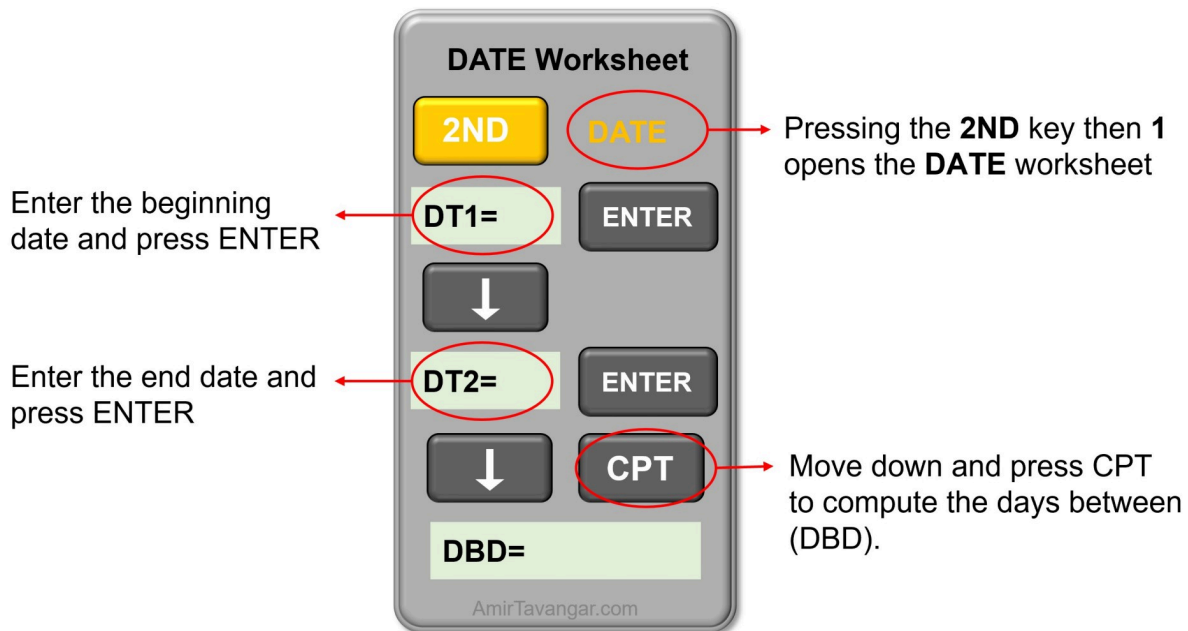 DATE Worksheet
2ND DATE
Pressing the 2ND key then 1
opens the DATE worksheet
Enter the beginning
date and press ENTER
DT1= ENTER
↓
Enter the end date and
press ENTER
DT2= ENTER
↓ CPT
Move down and press CPT
to compute the days between
(DBD).
DBD=
AmirTavangar.com